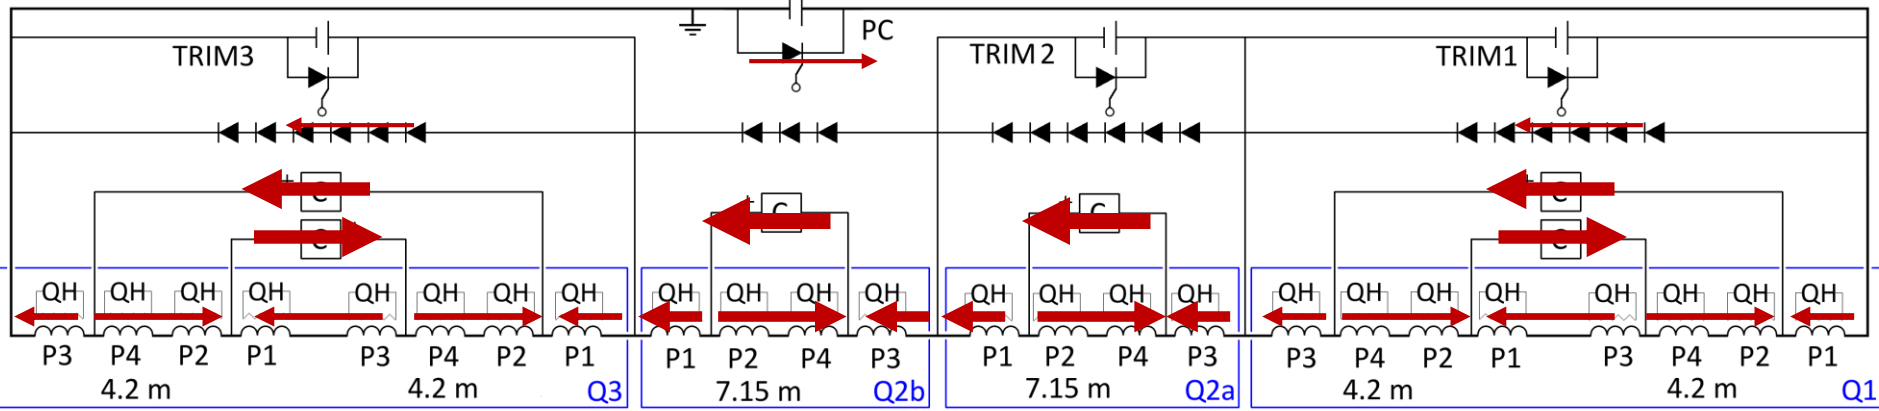 PC
TRIM3
TRIM 2
TRIM1
+ C
C
+ C
+ C
+ C
C
QH QH QH QH QH QH QH QH QH QH QH QH QH QH QH QH QH QH QH QH QH QH QH QH
P3 P4 P2 P1 P3 P4 P2 P1 P1 P2 P4 P3 P1 P2 P4 P3 P3 P4 P2 P1 P3 P4 P2 P1
4.2 m 4.2 m Q3 7.15 m Q2b 7.15 m Q2a 4.2 m 4.2 m Q1